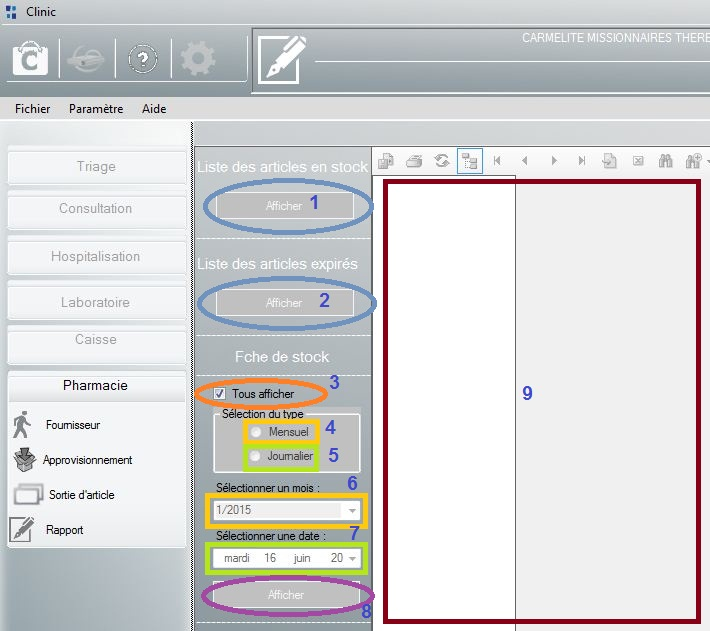 Clinic
C
?
CARMELITE MISSIONNAIRES THERE
Fichier Paramètre Aide
Triage
Consultation
Hospitalisation
Laboratoire
Caisse
Pharmacie
Fournisseur
Approvisionnement
Sortie d'article
Rapport
Liste des articles en stock
Afficher 1
Liste des articles expirés
Afficher 2
Fche de stock
3
Tous afficher
Sélection du type
Mensuel 4
Journalier 5
Sélectionner un mois : 6
1/2015
Sélectionner une date : 7
mardi 16 juin 20
Afficher
8
9